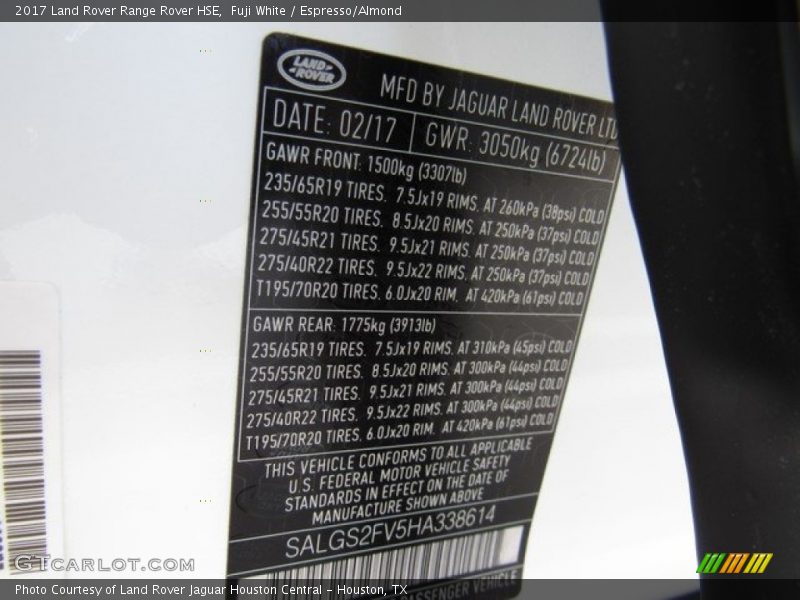 2017 Land Rover Range Rover HSE,  Fuji White / Espresso/Almond
LAND ROVER
MFD BY JAGUAR LAND ROVER LTD
DATE: 02/17 GWR: 3050kg (6724lb)
GAWR FRONT: 1500kg (3307lb)
235/65R19 TIRES. 7.5Jx19 RIMS. AT 260kPa (38psi) COLD
255/55R20 TIRES. 8.5Jx20 RIMS. AT 250kPa (37psi) COLD
275/45R21 TIRES. 9.5Jx21 RIMS. AT 250kPa (37psi) COLD
275/40R22 TIRES. 9.5Jx22 RIMS. AT 250kPa (37psi) COLD
T195/70R20 TIRES. 6.0Jx20 RIM. AT 420kPa (61psi) COLD
GAWR REAR: 1775kg (3913lb)
235/65R19 TIRES. 7.5Jx19 RIMS. AT 310kPa (45psi) COLD
255/55R20 TIRES. 8.5Jx20 RIMS. AT 300kPa (44psi) COLD
275/45R21 TIRES. 9.5Jx21 RIMS. AT 300kPa (44psi) COLD
275/40R22 TIRES. 9.5Jx22 RIMS. AT 300kPa (44psi) COLD
T195/70R20 TIRES. 6.0Jx20 RIM. AT 420kPa (61psi) COLD
THIS VEHICLE CONFORMS TO ALL APPLICABLE
U.S. FEDERAL MOTOR VEHICLE SAFETY
STANDARDS IN EFFECT ON THE DATE OF
MANUFACTURE SHOWN ABOVE
SALGS2FV5HA338614
PASSENGER VEHICLE
GTCARLOT.COM
Photo Courtesy of Land Rover Jaguar Houston Central - Houston, TX